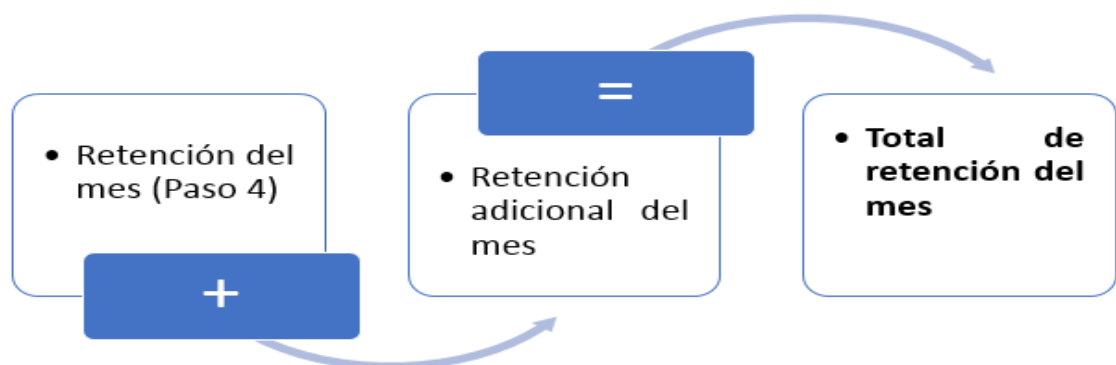 • Retención del
mes (Paso 4)
+
• Retención
adicional del
mes
=
• Total de
retención del
mes